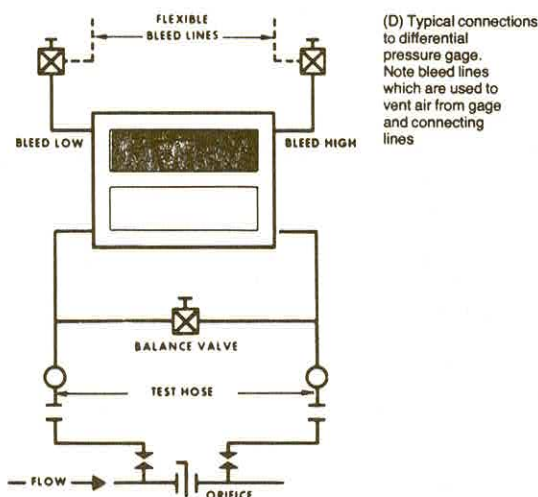 FLEXIBLE
BLEED LINES
BLEED LOW
BLEED HIGH
BALANCE VALVE
TEST HOSE
FLOW
ORIFICE
(D) Typical connections
to differential
pressure gage.
Note bleed lines
which are used to
vent air from gage
and connecting
lines